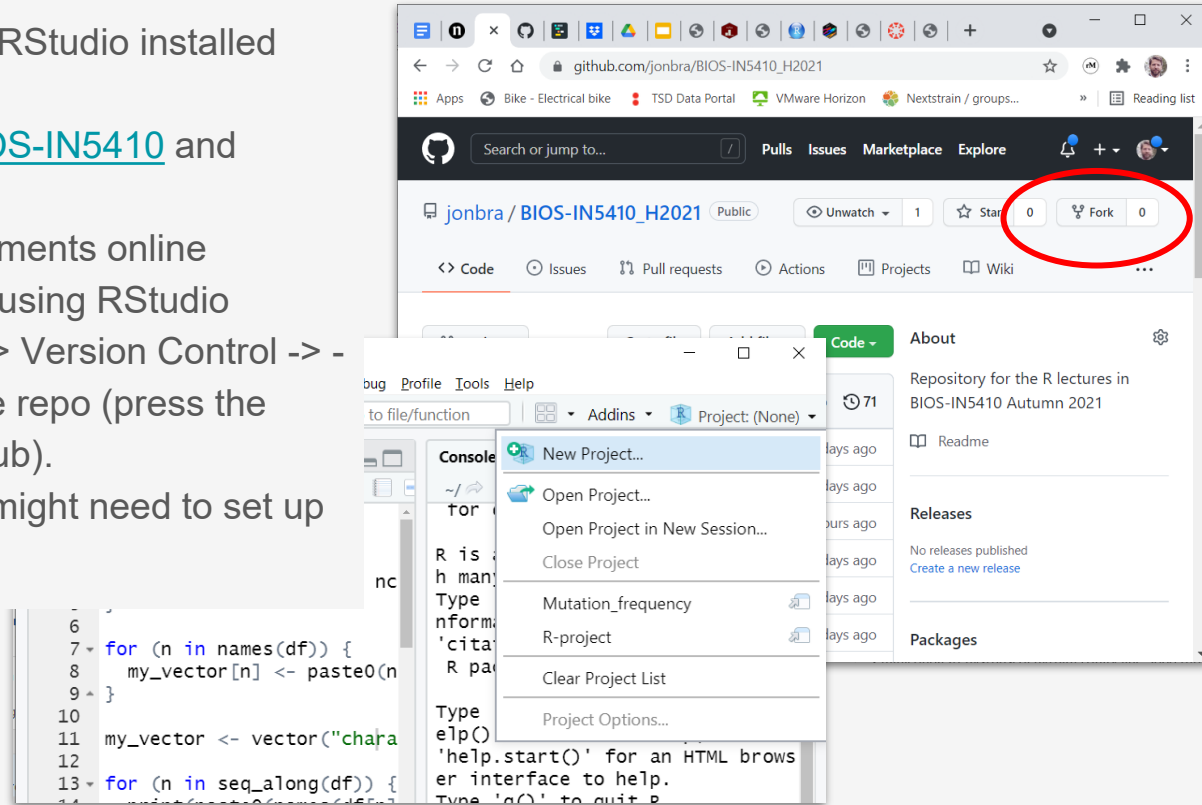 RStudio installed
OS-IN5410 and
ments online
using RStudio
> Version Control -> -
e repo (press the
ub).
might need to set up
github.com/jonbra/BIOS-IN5410_H2021
Apps Bike - Electrical bike TSD Data Portal VMware Horizon Nextstrain / groups... » Reading list
Search or jump to... / Pulls Issues Marketplace Explore
jonbra / BIOS-IN5410_H2021 Public Unwatch 1 Star 0 Fork 0
Code Issues Pull requests Actions Projects Wiki ...
Code
About
Repository for the R lectures in
BIOS-IN5410 Autumn 2021
Readme
Releases
No releases published
Create a new release
Packages
71
days ago
days ago
ours ago
days ago
days ago
days ago
bug Profile Tools Help
to file/function Addins Project: (None)
New Project...
Open Project...
Open Project in New Session...
Close Project
Mutation_frequency
R-project
Clear Project List
Project Options...
Console
~/
for
R is
h many
Type
nforma
'cita
R pa
Type
elp()
'help.start()' for an HTML brows
er interface to help.
Type 'q()' to quit R
nc
6
7 for (n in names(df)) {
8 my_vector[n] <- paste0(n
9 }
10
11 my_vector <- vector("chara
12
13 for (n in seq_along(df)) {